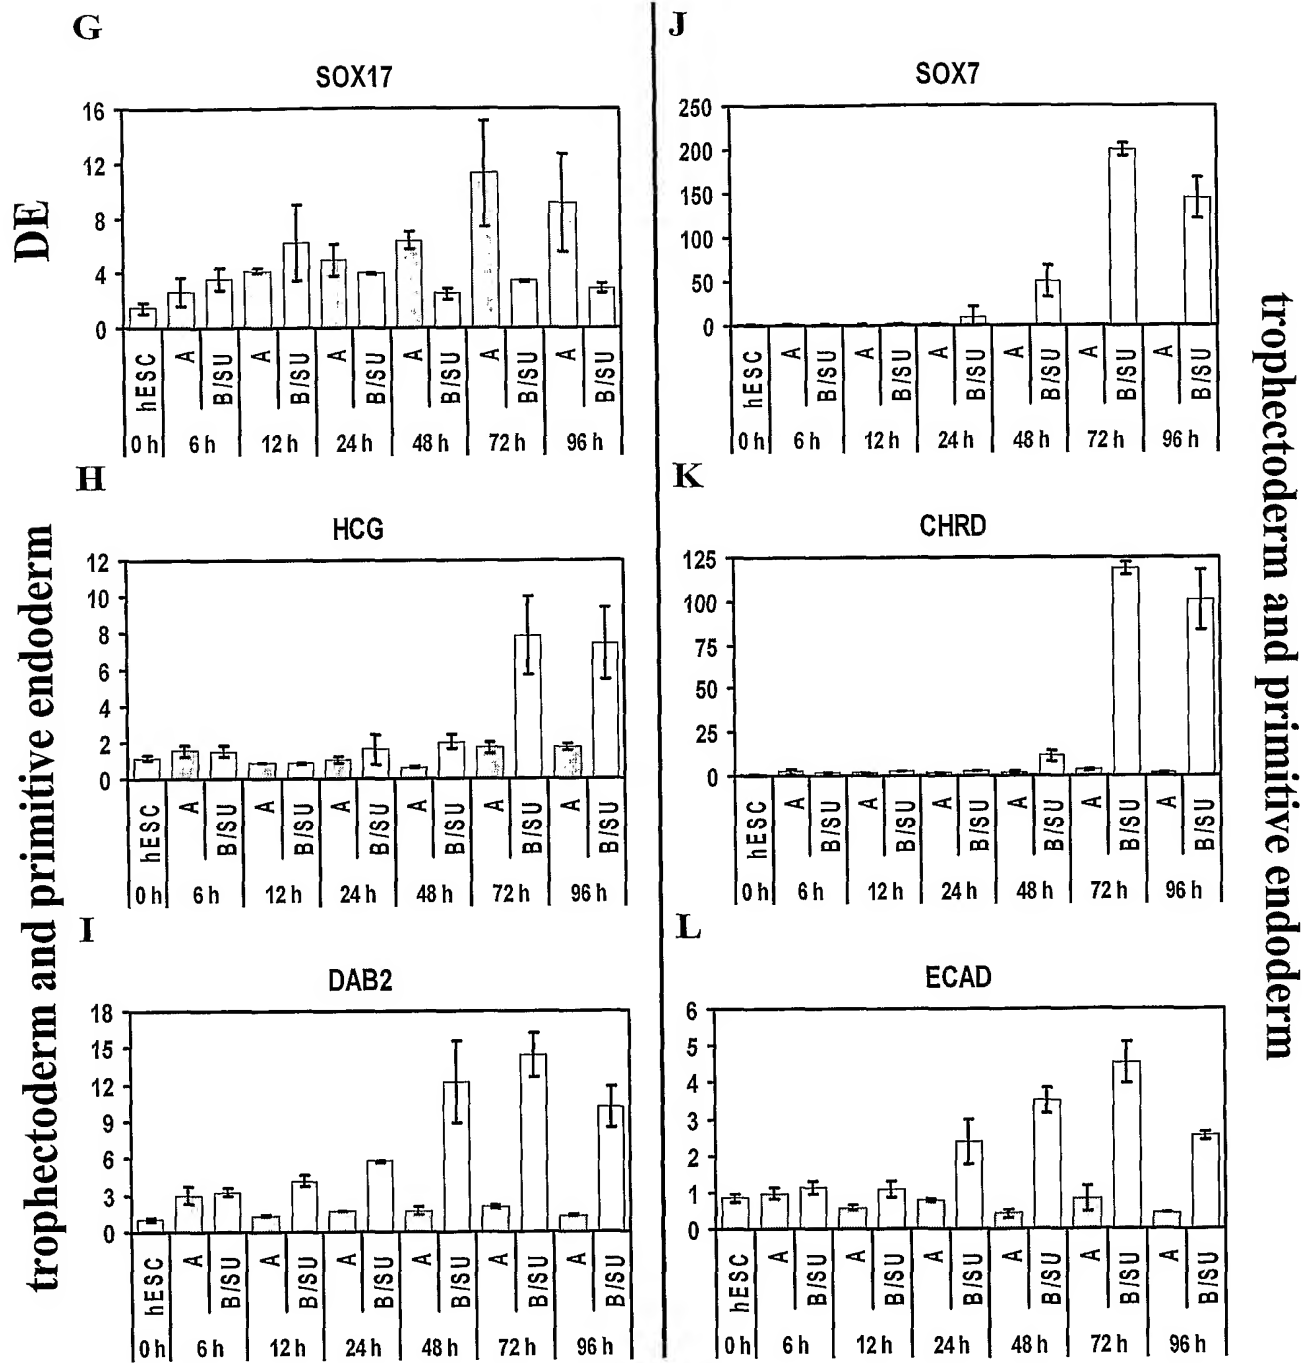 G
SOX17
DE
16
12
8
4
0
hESC
A
B/SU
A
B/SU
A
B/SU
A
B/SU
A
B/SU
A
B/SU
0 h
6 h
12 h
24 h
48 h
72 h
96 h
H
HCG
trophectoderm and primitive endoderm
12
10
8
6
4
2
0
hESC
A
B/SU
A
B/SU
A
B/SU
A
B/SU
A
B/SU
A
B/SU
0 h
6 h
12 h
24 h
48 h
72 h
96 h
I
DAB2
18
15
12
9
6
3
0
hESC
A
B/SU
A
B/SU
A
B/SU
A
B/SU
A
B/SU
A
B/SU
0 h
6 h
12 h
24 h
48 h
72 h
96 h
J
SOX7
250
200
150
100
50
0
hESC
A
B/SU
A
B/SU
A
B/SU
A
B/SU
A
B/SU
A
B/SU
0 h
6 h
12 h
24 h
48 h
72 h
96 h
trophectoderm and primitive endoderm
K
CHRD
125
100
75
50
25
0
hESC
A
B/SU
A
B/SU
A
B/SU
A
B/SU
A
B/SU
A
B/SU
0 h
6 h
12 h
24 h
48 h
72 h
96 h
L
ECAD
6
5
4
3
2
1
0
hESC
A
B/SU
A
B/SU
A
B/SU
A
B/SU
A
B/SU
A
B/SU
0 h
6 h
12 h
24 h
48 h
72 h
96 h